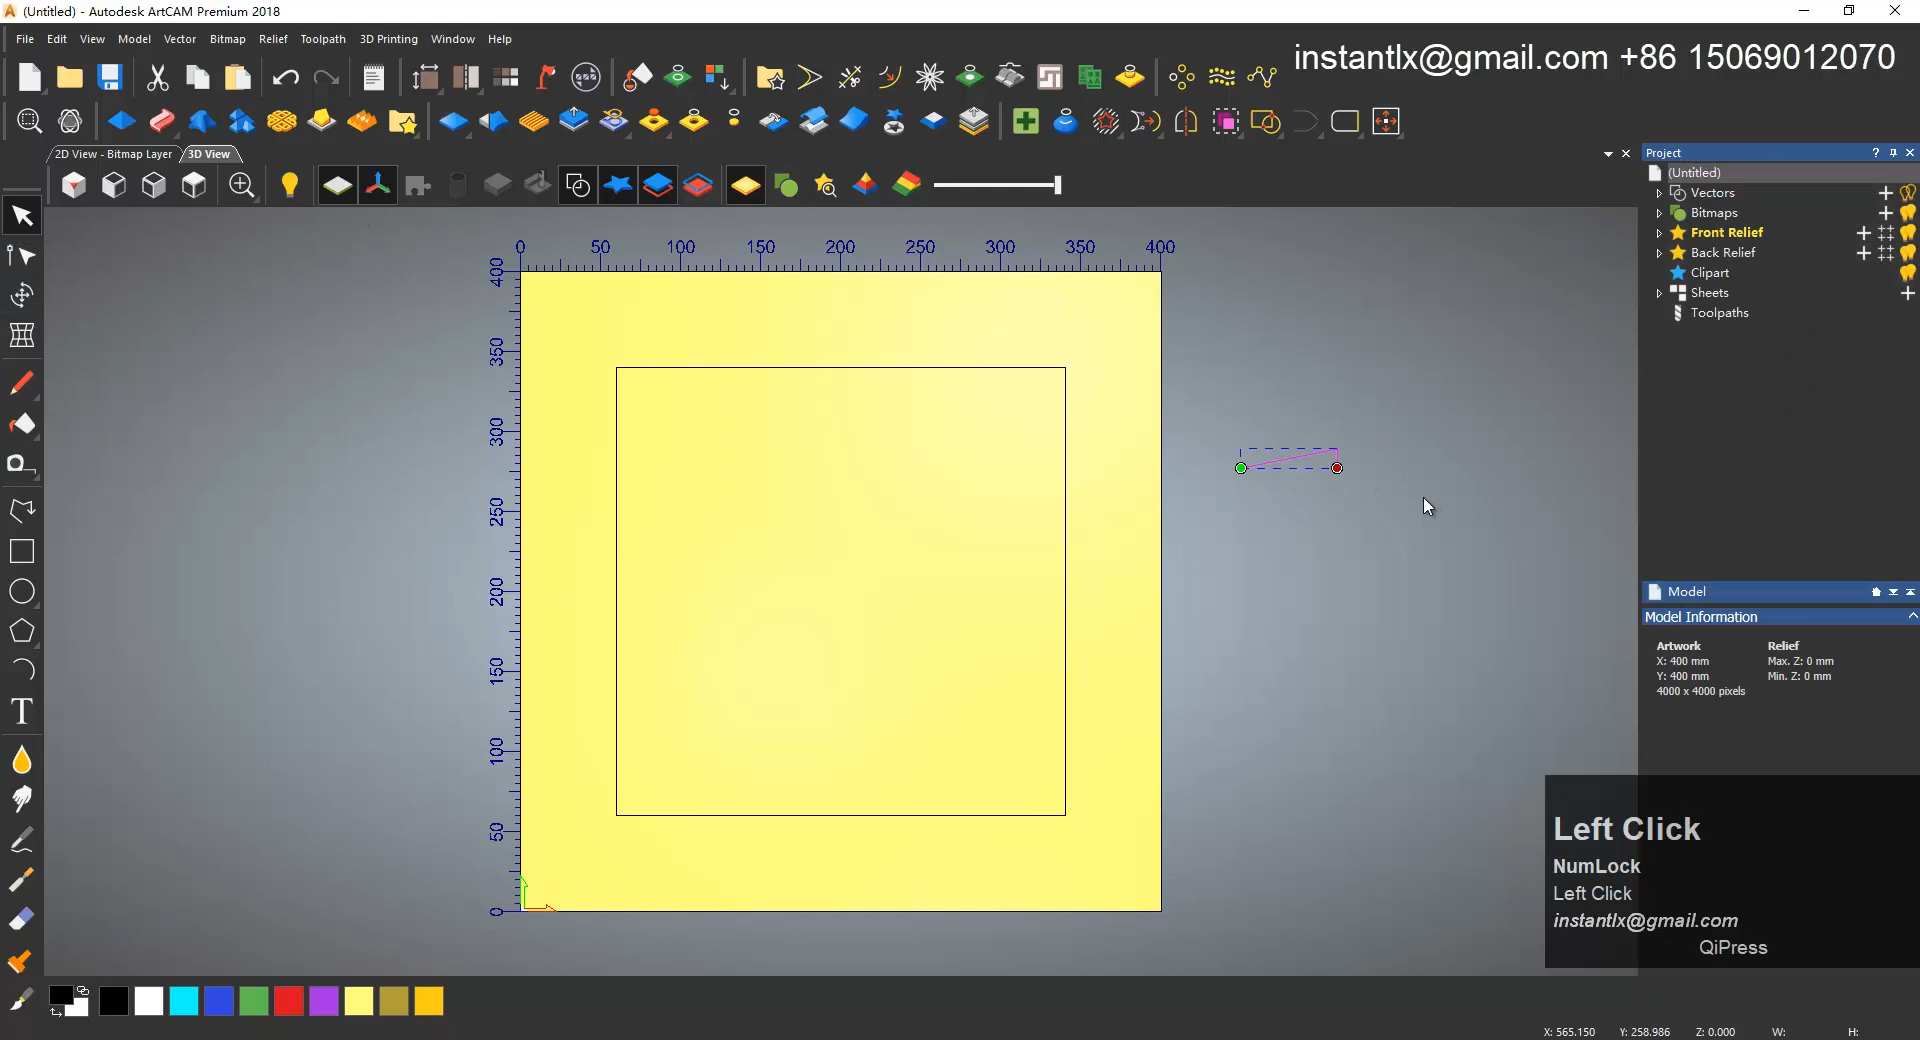 (Untitled) - Autodesk ArtCAM Premium 2018
File Edit View Model Vector Bitmap Relief Toolpath 3D Printing Window Help
instantlx@gmail.com +86 15069012070
2D View - Bitmap Layer 3D View
Project
(Untitled)
Vectors
Bitmaps
Front Relief
Back Relief
Clipart
Sheets
Toolpaths
0 50 100 150 200 250 300 350 400
400
350
300
250
200
150
100
50
0
Model
Model Information
Artwork Relief
X: 400 mm Max. Z: 0 mm
Y: 400 mm Min. Z: 0 mm
4000 x 4000 pixels
Left Click
NumLock
Left Click
instantlx@gmail.com
QiPress
X: 565.150 Y: 258.986 Z: 0.000 W: H: